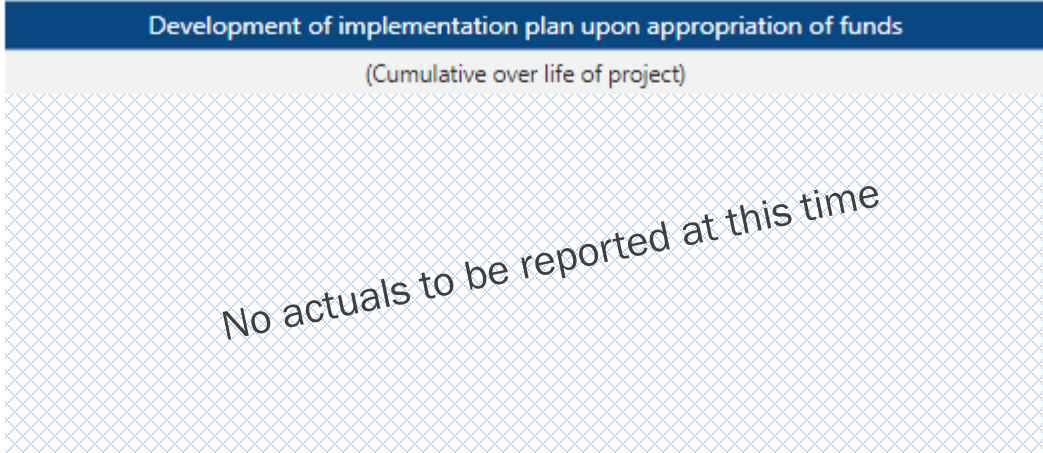 Development of implementation plan upon appropriation of funds
(Cumulative over life of project)
No actuals to be reported at this time